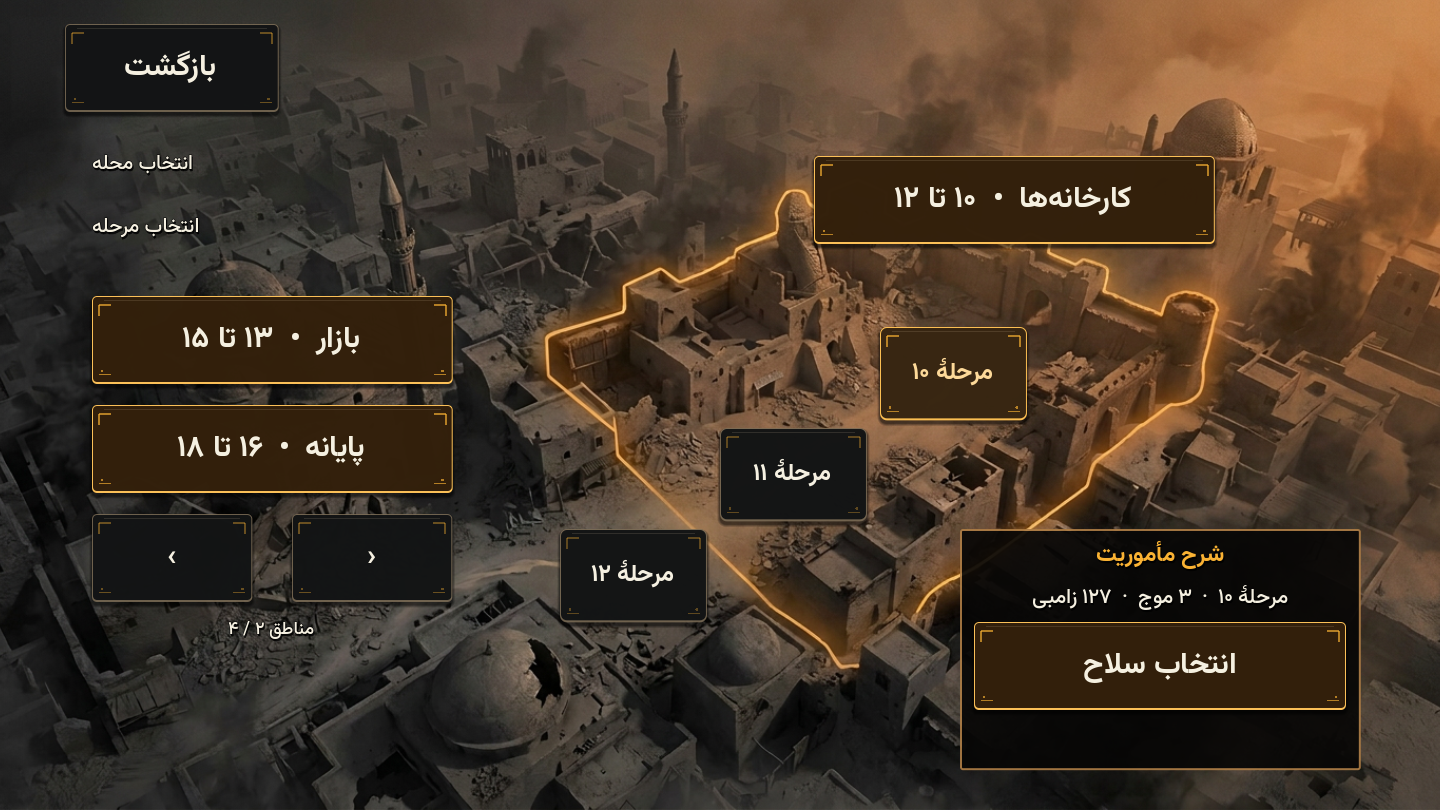 بازگشت
انتخاب محله
انتخاب مرحله
کارخانه‌ها • ۱۰ تا ۱۲
بازار • ۱۳ تا ۱۵
پایانه • ۱۶ تا ۱۸
‹ ›
مناطق ۲ / ۴
مرحلهٔ ۱۰
مرحلهٔ ۱۱
مرحلهٔ ۱۲
شرح مأموریت
مرحلهٔ ۱۰ · ۳ موج · ۱۲۷ زامبی
انتخاب سلاح